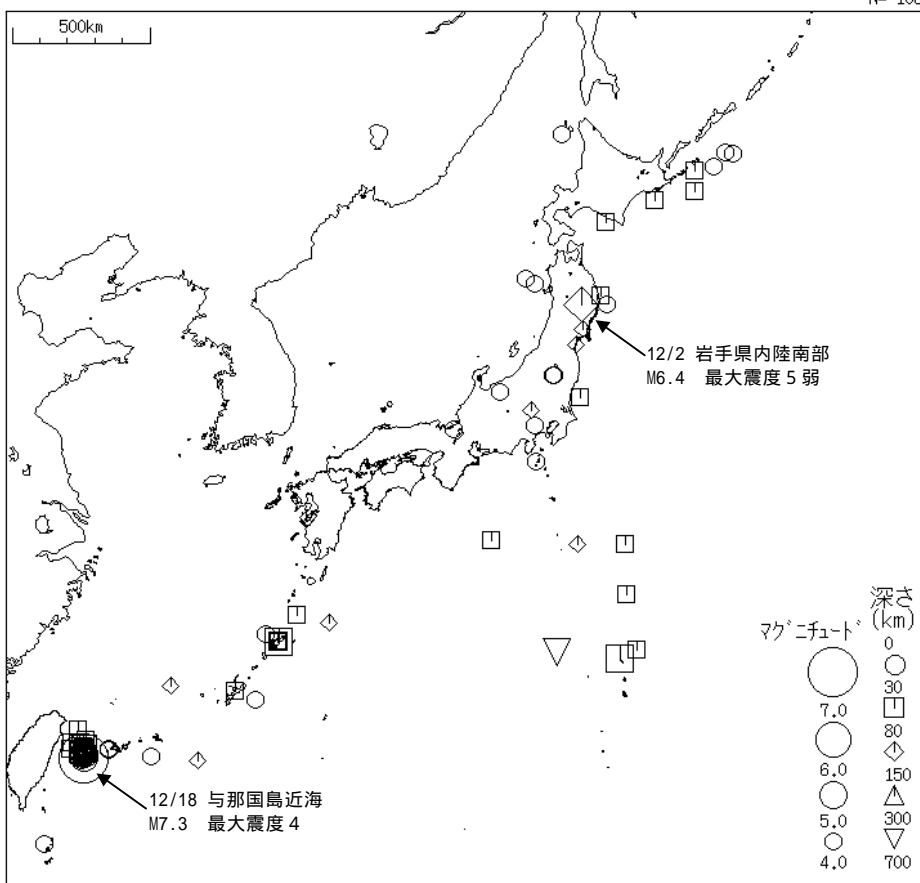 500km
12/2 岩手県内陸南部
M6.4 最大震度5弱
12/18 与那国島近海
M7.3 最大震度4
マグニチュード
7.0
6.0
5.0
4.0
深さ
(km)
0
30
80
150
300
700